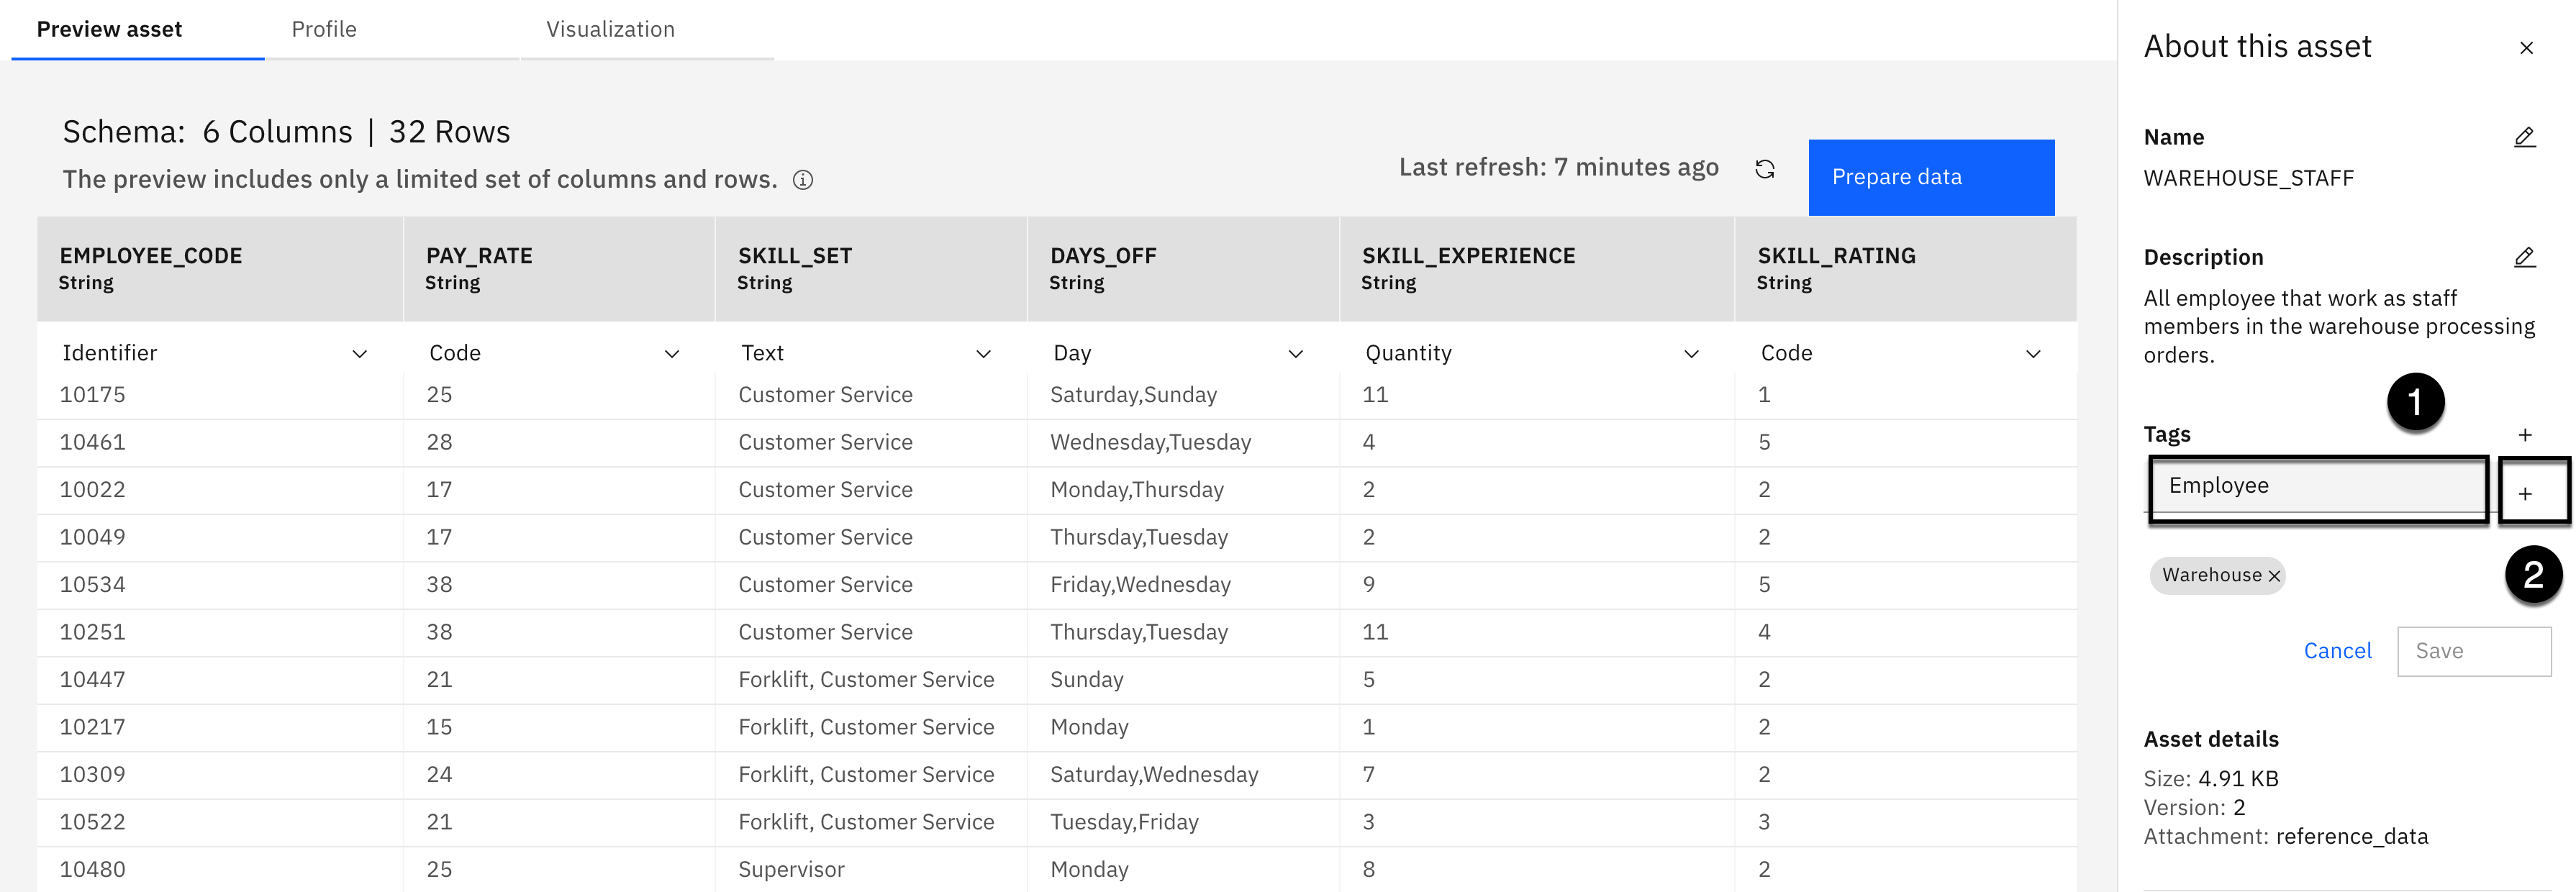 Preview asset Profile Visualization
Schema: 6 Columns | 32 Rows
The preview includes only a limited set of columns and rows.
Last refresh: 7 minutes ago
Prepare data
EMPLOYEE_CODE PAY_RATE SKILL_SET DAYS_OFF SKILL_EXPERIENCE SKILL_RATING
String String String String String String
Identifier Code Text Day Quantity Code
10175 25 Customer Service Saturday,Sunday 11 1
10461 28 Customer Service Wednesday,Tuesday 4 5
10022 17 Customer Service Monday,Thursday 2 2
10049 17 Customer Service Thursday,Tuesday 2 2
10534 38 Customer Service Friday,Wednesday 9 5
10251 38 Customer Service Thursday,Tuesday 11 4
10447 21 Forklift, Customer Service Sunday 5 2
10217 15 Forklift, Customer Service Monday 1 2
10309 24 Forklift, Customer Service Saturday,Wednesday 7 2
10522 21 Forklift, Customer Service Tuesday,Friday 3 3
10480 25 Supervisor Monday 8 2
About this asset
Name
WAREHOUSE_STAFF
Description
All employee that work as staff
members in the warehouse processing
orders.
1
Tags +
Employee +
Warehouse
2
Cancel Save
Asset details
Size: 4.91 KB
Version: 2
Attachment: reference_data